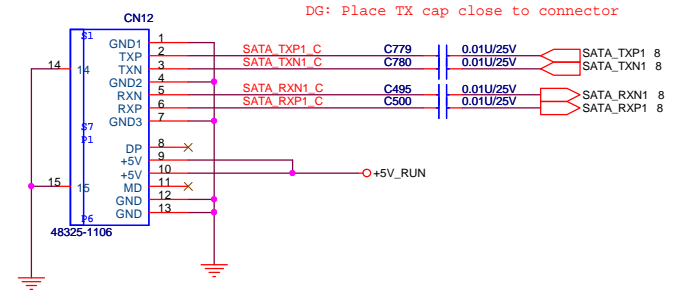 DG: Place TX cap close to connector
CN12
S1
GND1 1
TXP 2 SATA_TXP1_C C779 0.01U/25V SATA_TXP1 8
14 14 TXN 3 SATA_TXN1_C C780 0.01U/25V SATA_TXN1 8
GND2 4
RXN 5 SATA_RXN1_C C495 0.01U/25V SATA_RXN1 8
RXP 6 SATA_RXP1_C C500 0.01U/25V SATA_RXP1 8
S7 GND3 7
P1
DP 8
+5V 9
+5V 10 +5V_RUN
15 15 MD 11
GND 12
P6 GND 13
48325-1106